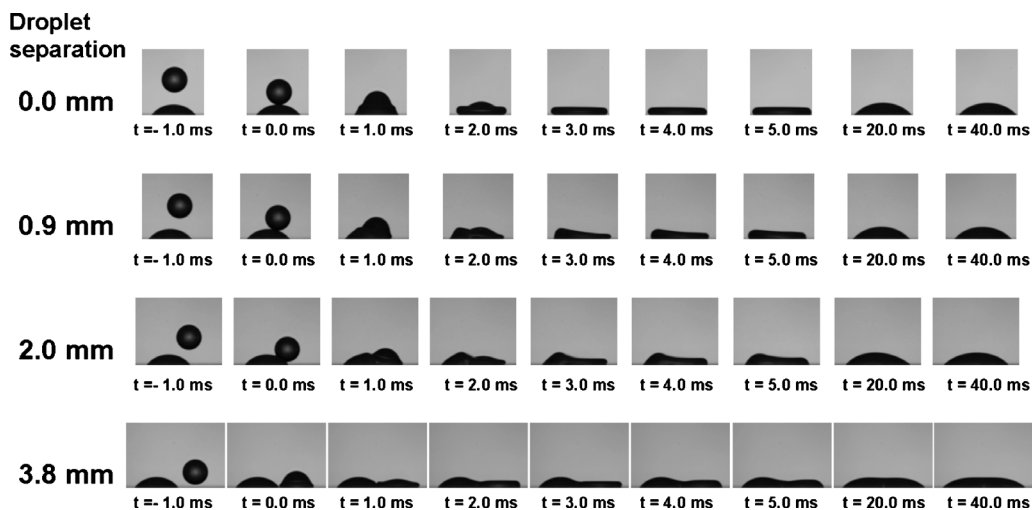 Droplet
separation
0.0 mm
t =- 1.0 ms t = 0.0 ms t = 1.0 ms t = 2.0 ms t = 3.0 ms t = 4.0 ms t = 5.0 ms t = 20.0 ms t = 40.0 ms
0.9 mm
t =- 1.0 ms t = 0.0 ms t = 1.0 ms t = 2.0 ms t = 3.0 ms t = 4.0 ms t = 5.0 ms t = 20.0 ms t = 40.0 ms
2.0 mm
t =- 1.0 ms t = 0.0 ms t = 1.0 ms t = 2.0 ms t = 3.0 ms t = 4.0 ms t = 5.0 ms t = 20.0 ms t = 40.0 ms
3.8 mm
t =- 1.0 ms t = 0.0 ms t = 1.0 ms t = 2.0 ms t = 3.0 ms t = 4.0 ms t = 5.0 ms t = 20.0 ms t = 40.0 ms